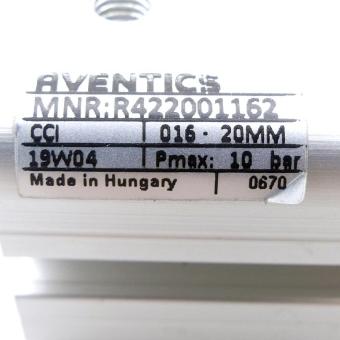 AVENTICS
MNR:R422001162
CCI 016 · 20MM
19W04 Pmax: 10 bar
Made in Hungary 0670